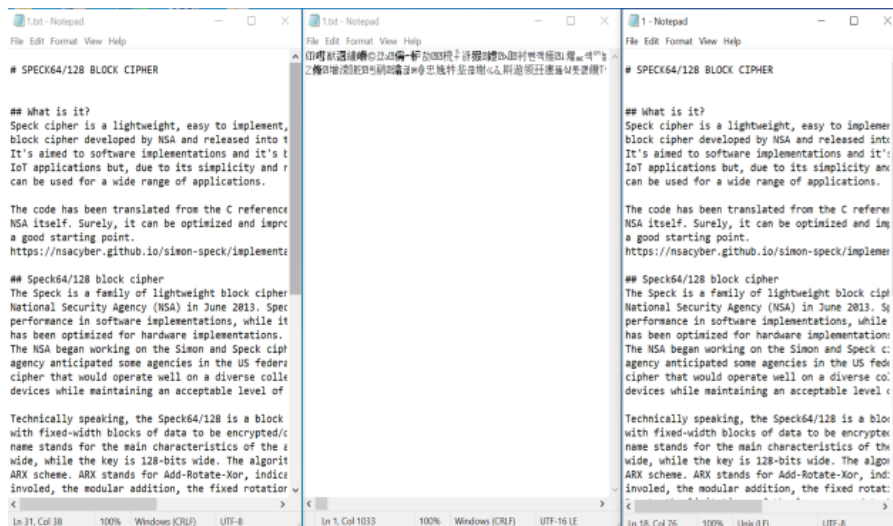 1.txt - Notepad
File Edit Format View Help
# SPECK64/128 BLOCK CIPHER
## What is it?
Speck cipher is a lightweight, easy to implement,
block cipher developed by NSA and released into
It's aimed to software implementations and it's
IoT applications but, due to its simplicity and
can be used for a wide range of applications.
The code has been translated from the C reference
NSA itself. Surely, it can be optimized and
a good starting point.
https://nsacyber.github.io/simon-speck/implementa
## Speck64/128 block cipher
The Speck is a family of lightweight block cipher
National Security Agency (NSA) in June 2013. Spec
performance in software implementations, while it
has been optimized for hardware implementations.
The NSA began working on the Simon and Speck ciph
agency anticipated some agencies in the US federa
cipher that would operate well on a diverse colle
devices while maintaining an acceptable level of
Technically speaking, the Speck64/128 is a block
with fixed-width blocks of data to be encrypted/
name stands for the main characteristics of the
wide, while the key is 128-bits wide. The algorit
ARX scheme. ARX stands for Add-Rotate-Xor, indica
involed, the modular addition, the fixed rotation
Ln 31, Col 38 100% Windows (CRLF) UTF-8
1.txt - Notepad
File Edit Format View Help
Ln 1, Col 1033 100% Windows (CRLF) UTF-16 LE
1 - Notepad
File Edit Format View Help
# SPECK64/128 BLOCK CIPHER
## What is it?
Speck cipher is a lightweight, easy to implemen
block cipher developed by NSA and released into
It's aimed to software implementations and it'
IoT applications but, due to its simplicity and
can be used for a wide range of applications.
The code has been translated from the C referen
NSA itself. Surely, it can be optimized and
a good starting point.
https://nsacyber.github.io/simon-speck/implemen
## Speck64/128 block cipher
The Speck is a family of lightweight block ciph
National Security Agency (NSA) in June 2013.
performance in software implementations, while
has been optimized for hardware implementation
The NSA began working on the Simon and Speck
agency anticipated some agencies in the US fede
cipher that would operate well on a diverse
devices while maintaining an acceptable level
Technically speaking, the Speck64/128 is a
with fixed-width blocks of data to be encrypted
name stands for the main characteristics of the
wide, while the key is 128-bits wide. The algor
ARX scheme. ARX stands for Add-Rotate-Xor,
involed, the modular addition, the fixed
Ln 18, Col 76 100% Unix (LF) UTF-8